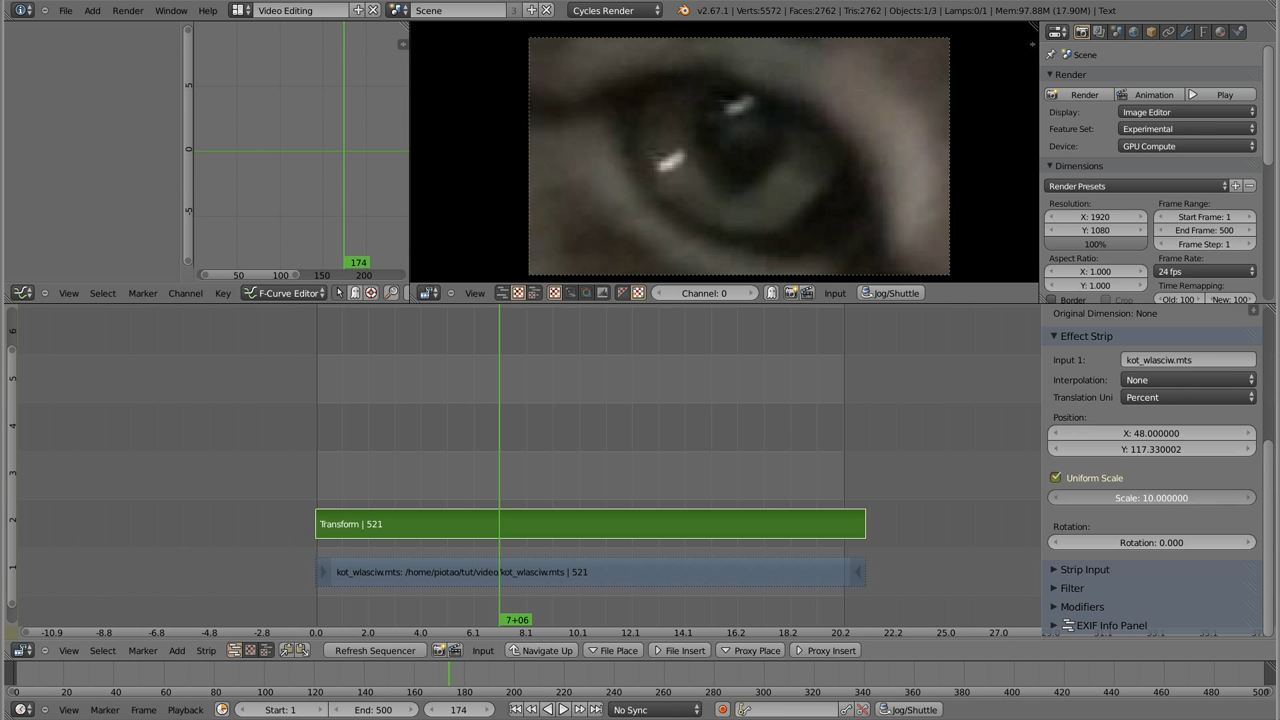 File Add Render Window Help Video Editing Scene 3 Cycles Render v2.67.1 | Verts:5572 | Faces:2762 | Tris:2762 | Objects:1/3 | Lamps:0/1 | Mem:97.88M (17.90M) | Text
5
0
-5
174
50 100 150 200
View Select Marker Channel Key F-Curve Editor
View Channel: 0 Input Jog/Shuttle
Scene
Render
Render Animation Play
Display: Image Editor
Feature Set: Experimental
Device: GPU Compute
Dimensions
Render Presets
Resolution: Frame Range:
X: 1920 Start Frame: 1
Y: 1080 End Frame: 500
100% Frame Step: 1
Aspect Ratio: Frame Rate:
X: 1.000 24 fps
Y: 1.000 Time Remapping:
Border Crop Old: 100 New: 100
6
5
4
3
2
1
Transform | 521
kot_wlasciw.mts: /home/piotao/tut/video/kot_wlasciw.mts | 521
7+06
-10.9 -8.8 -6.8 -4.8 -2.8 0.0 2.0 4.0 6.1 8.1 10.1 12.1 14.1 16.2 18.2 20.2 22.2 25.0 27.0
Original Dimension: None
Effect Strip
Input 1: kot_wlasciw.mts
Interpolation: None
Translation Uni Percent
Position:
X: 48.000000
Y: 117.330002
Uniform Scale
Scale: 10.000000
Rotation:
Rotation: 0.000
Strip Input
Filter
Modifiers
EXIF Info Panel
View Select Marker Add Strip Refresh Sequencer Input Navigate Up File Place File Insert Proxy Place Proxy Insert
0 20 40 60 80 100 120 140 160 180 200 220 240 260 280 300 320 340 360 380 400 420 440 460 480 500
View Marker Frame Playback Start: 1 End: 500 174 No Sync Jog/Shuttle